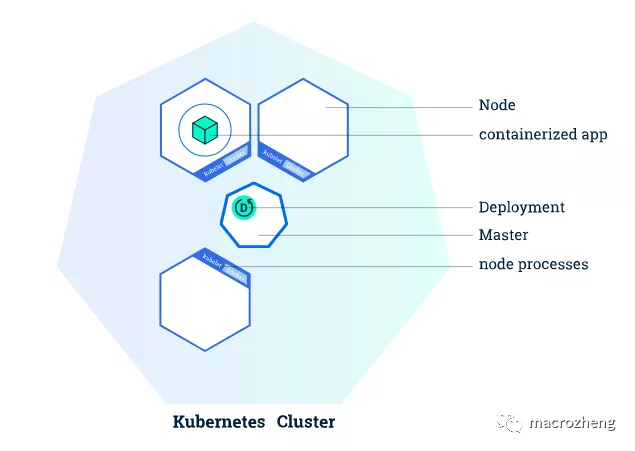 Node
containerized app
kubelet Docker
kubelet Docker
D
Deployment
Master
kubelet Docker
node processes
Kubernetes Cluster
macrozheng